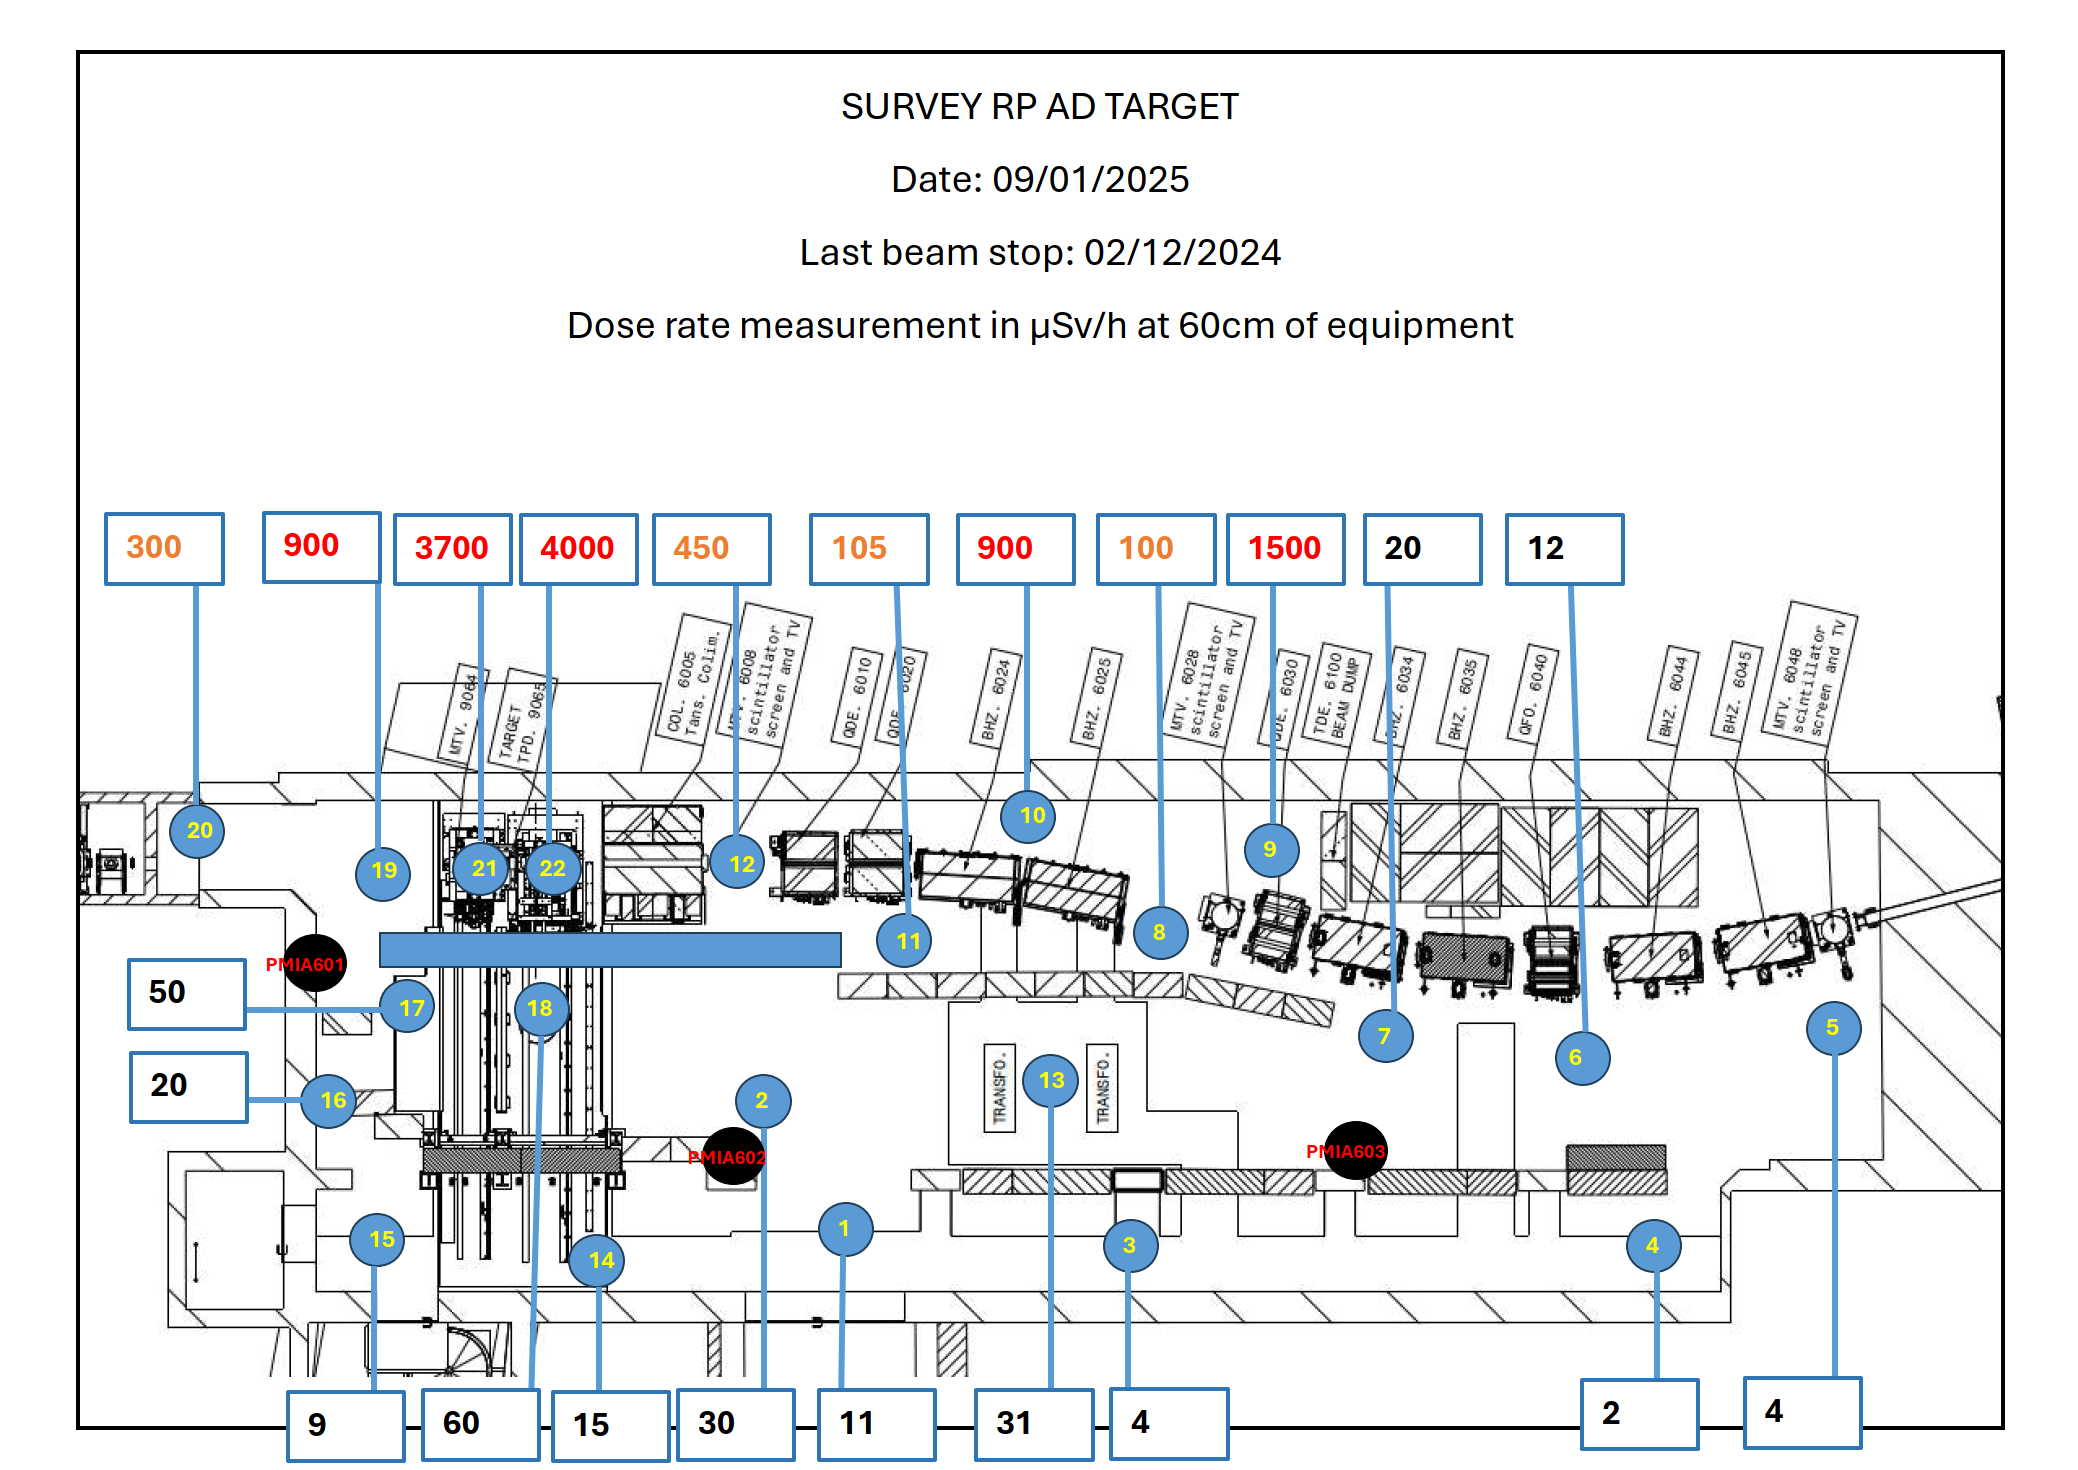 SURVEY RP AD TARGET
Date: 09/01/2025
Last beam stop: 02/12/2024
Dose rate measurement in µSv/h at 60cm of equipment
300
900
3700
4000
450
105
900
100
1500
20
12
MTV. 9064
TARGET
TPD. 9065
COL. 6005
Tans. Colim.
6008
scintillator
screen and TV
QDE. 6010
6020
BHZ. 6024
BHZ. 6025
MTV. 6028
scintillator
screen and TV
6030
TDE. 6100
BEAM DUMP
6034
BHZ. 6035
QFO. 6040
BHZ. 6044
BHZ. 6045
MTV. 6048
scintillator
screen and TV
20
19
21
22
12
11
10
8
9
7
6
5
PMIA601
50
17
18
20
16
2
13
TRANSFO.
TRANSFO.
PMIA602
PMIA603
15
14
1
3
4
9
60
15
30
11
31
4
2
4